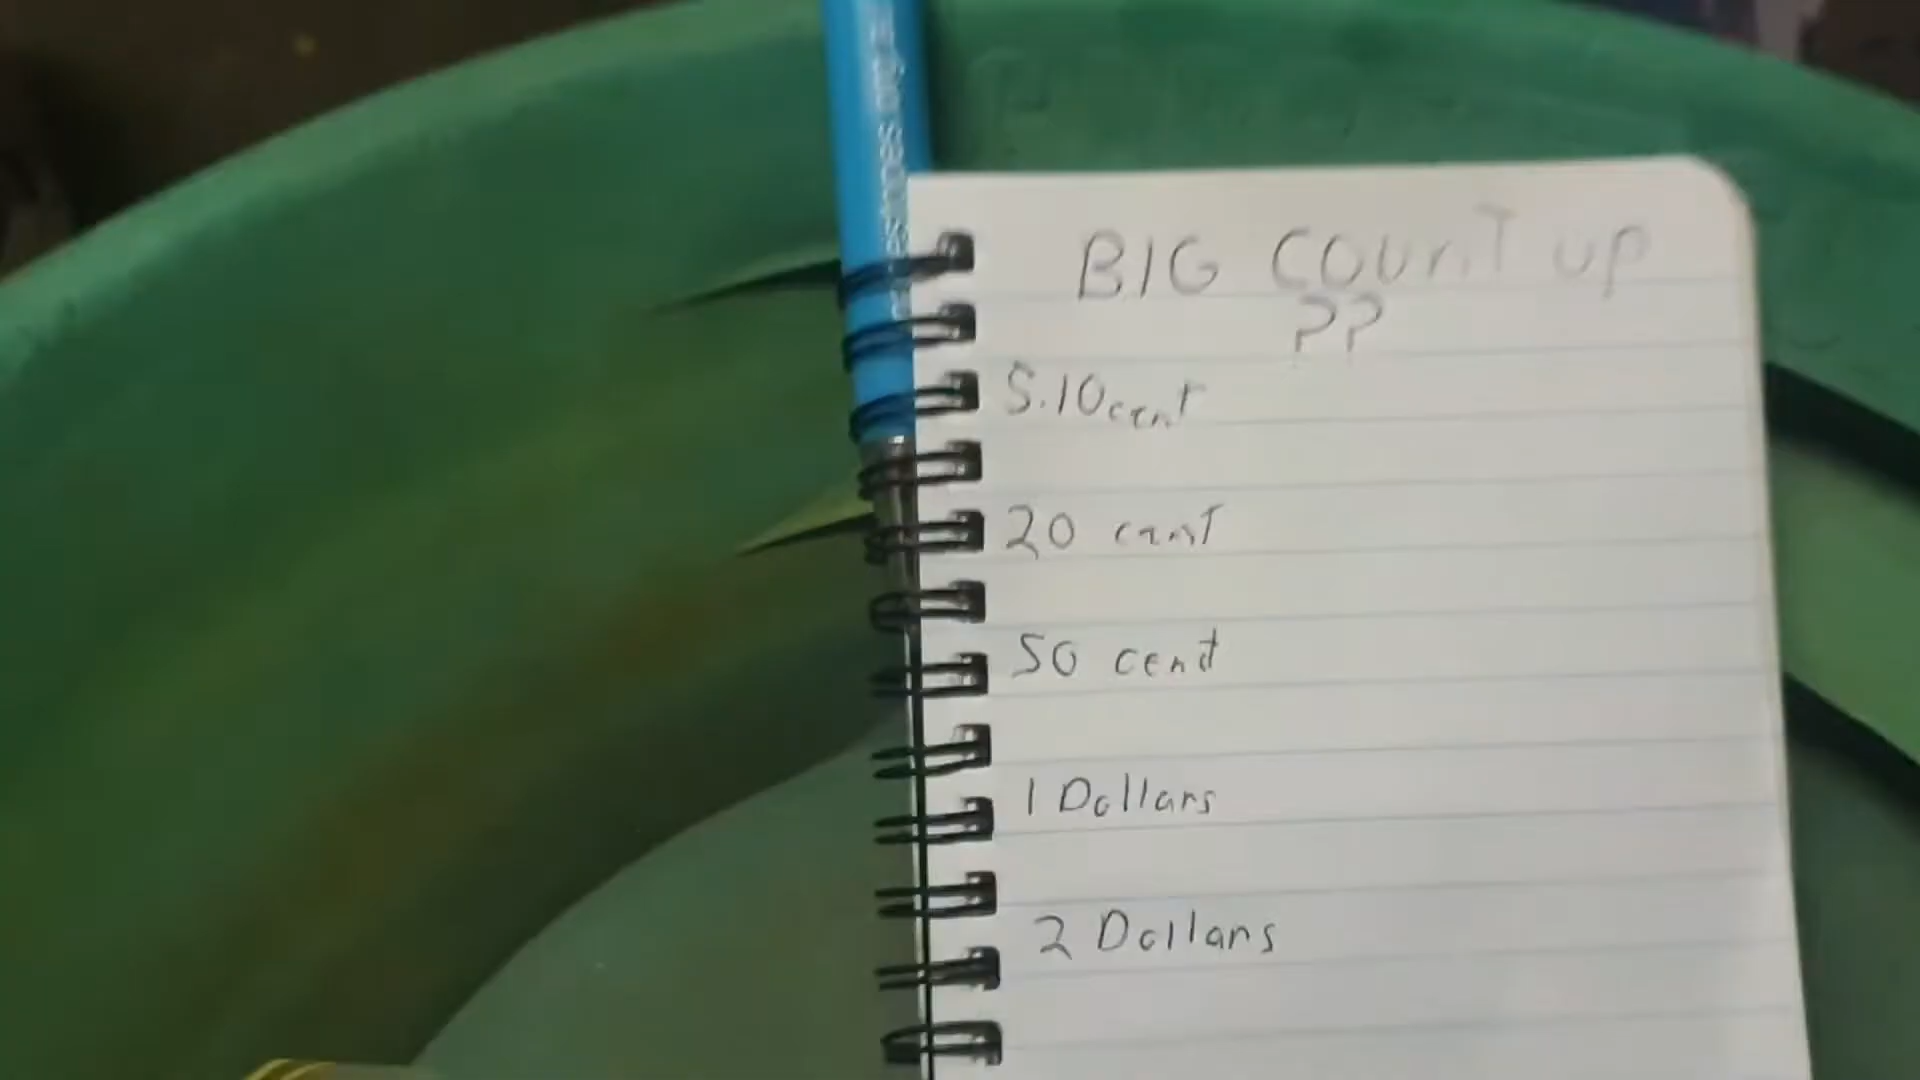 BIG COUNT UP
??
5.10 cent
20 cent
50 cent
1 Dollars
2 Dollars